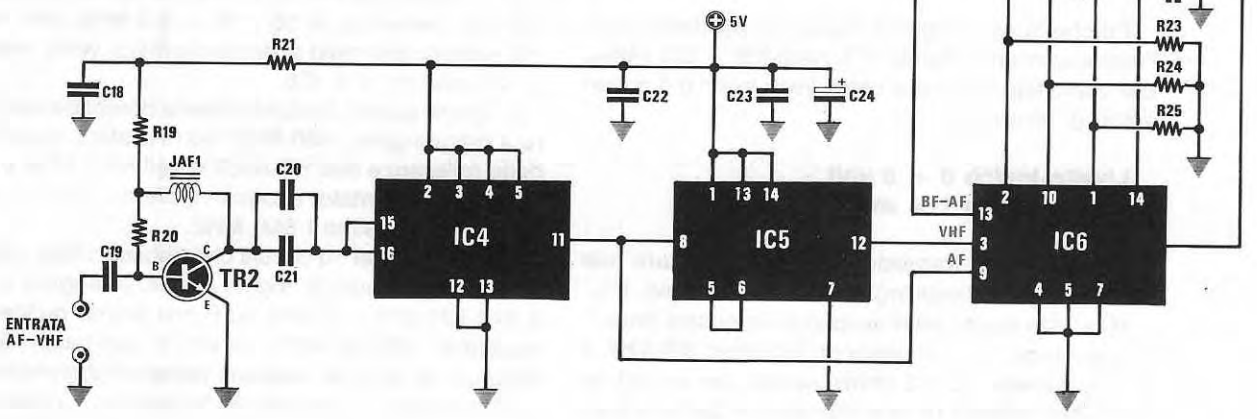 5V
R23
R24
R25
R21
C18
R19
C22
C23
+
C24
JAF1
C20
R20
C21
C19
B
C
E
TR2
ENTRATA
AF-VHF
2 3 4 5
15
16
IC4
11
12 13
1 13 14
8
IC5
12
5 6 7
BF-AF
VHF
AF
2 10 1 14
13
3
9
IC6
4 5 7